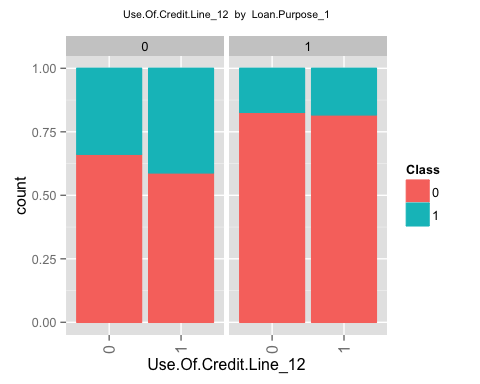 Use.Of.Credit.Line_12 by Loan.Purpose_1
0 1
1.00
0.75
0.50
0.25
0.00
count
0 1 0 1
Use.Of.Credit.Line_12
Class
0
1